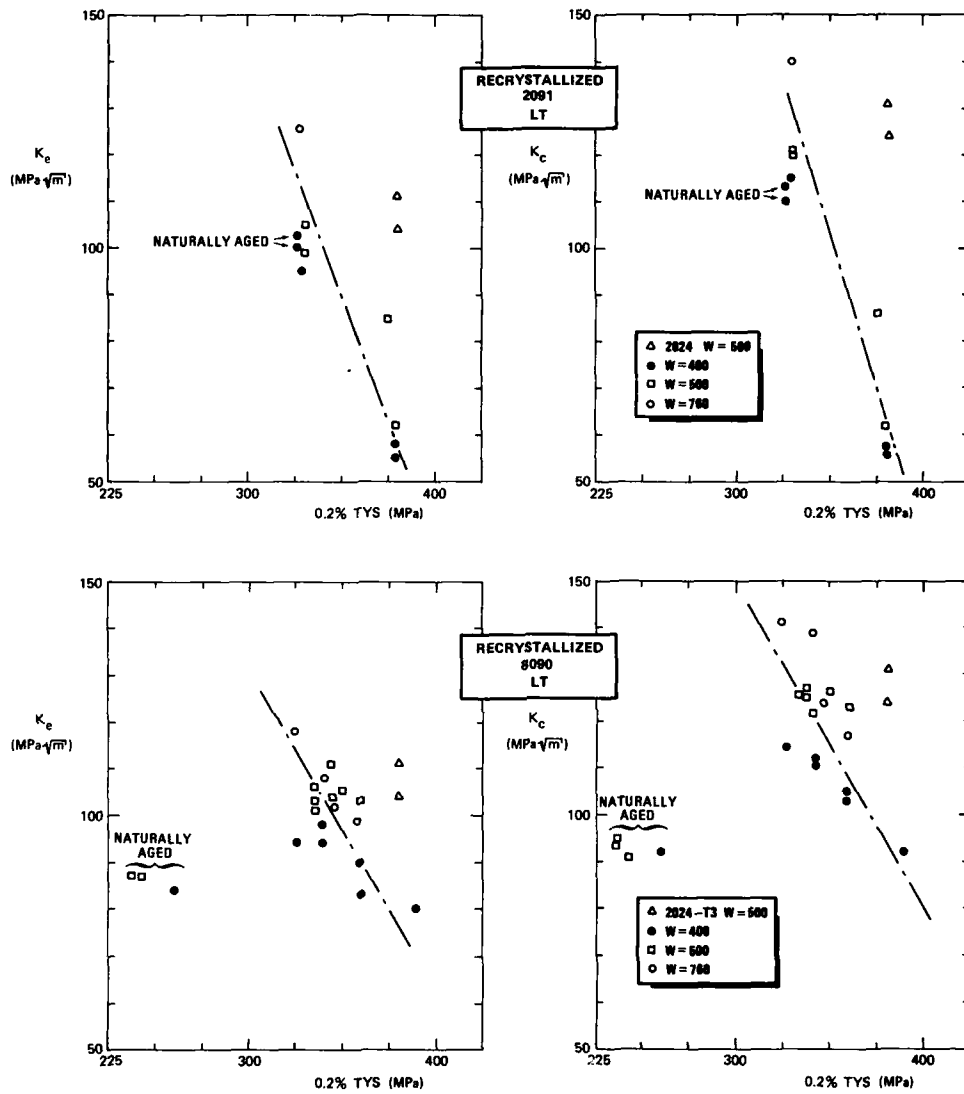 150
150
RECRYSTALLIZED
2091
LT
Ke
(MPa√m)
Kc
(MPa√m)
NATURALLY AGED
NATURALLY AGED
100
100
△ 2024 W = 500
● W = 400
□ W = 500
○ W = 760
50
50
225
300
400
225
300
400
0.2% TYS (MPa)
0.2% TYS (MPa)
150
150
RECRYSTALLIZED
8090
LT
Ke
(MPa√m)
Kc
(MPa√m)
100
100
NATURALLY
AGED
NATURALLY
AGED
△ 2024-T3 W = 500
● W = 400
□ W = 500
○ W = 760
50
50
225
300
400
225
300
400
0.2% TYS (MPa)
0.2% TYS (MPa)